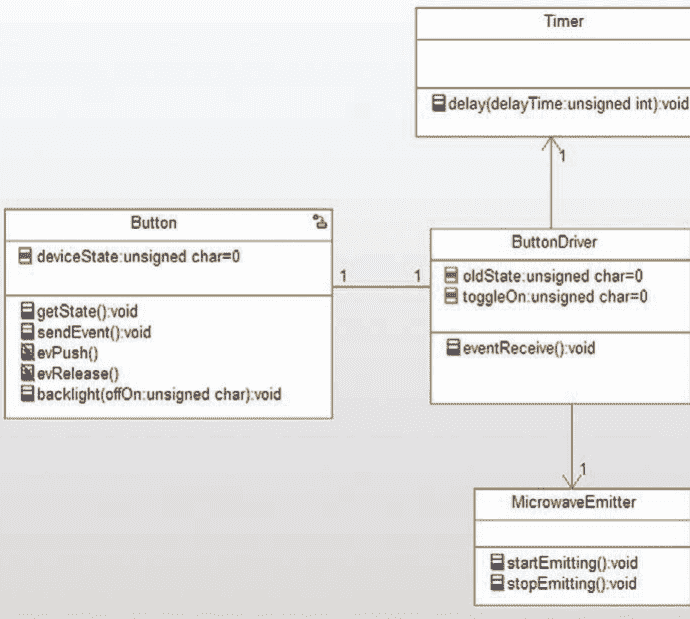 Timer
delay(delayTime:unsigned int):void
1
Button
deviceState:unsigned char=0
getState():void
sendEvent():void
evPush()
evRelease()
backlight(offOn:unsigned char):void
1
1
ButtonDriver
oldState:unsigned char=0
toggleOn:unsigned char=0
eventReceive():void
1
MicrowaveEmitter
startEmitting():void
stopEmitting():void